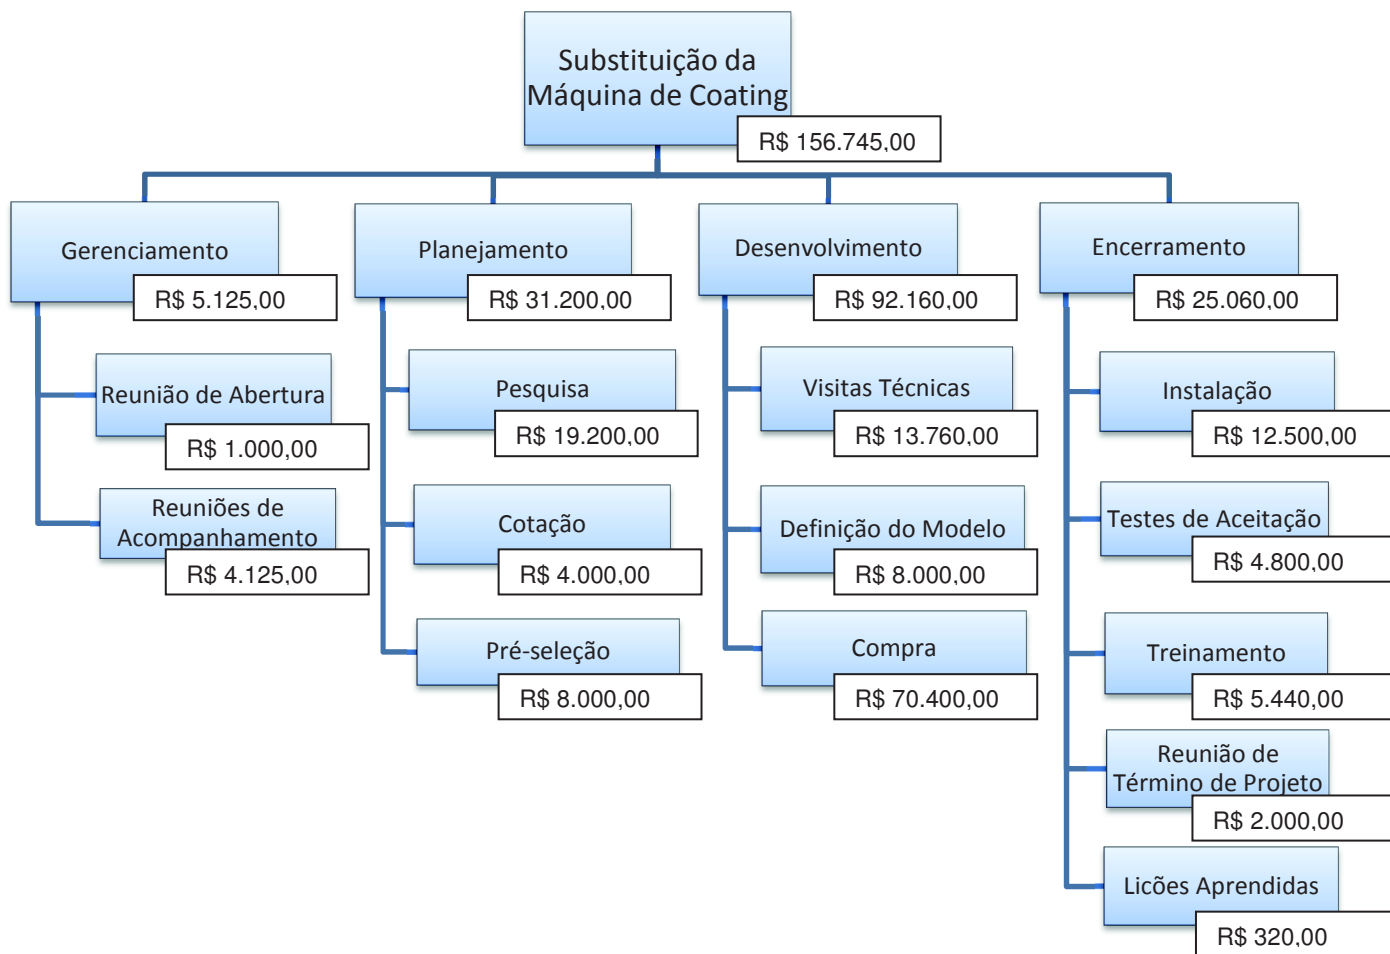 Substituição da
Máquina de Coating
R$ 156.745,00
Gerenciamento
R$ 5.125,00
Reunião de Abertura
R$ 1.000,00
Reuniões de
Acompanhamento
R$ 4.125,00
Planejamento
R$ 31.200,00
Pesquisa
R$ 19.200,00
Cotação
R$ 4.000,00
Pré-seleção
R$ 8.000,00
Desenvolvimento
R$ 92.160,00
Visitas Técnicas
R$ 13.760,00
Definição do Modelo
R$ 8.000,00
Compra
R$ 70.400,00
Encerramento
R$ 25.060,00
Instalação
R$ 12.500,00
Testes de Aceitação
R$ 4.800,00
Treinamento
R$ 5.440,00
Reunião de
Término de Projeto
R$ 2.000,00
Licões Aprendidas
R$ 320,00